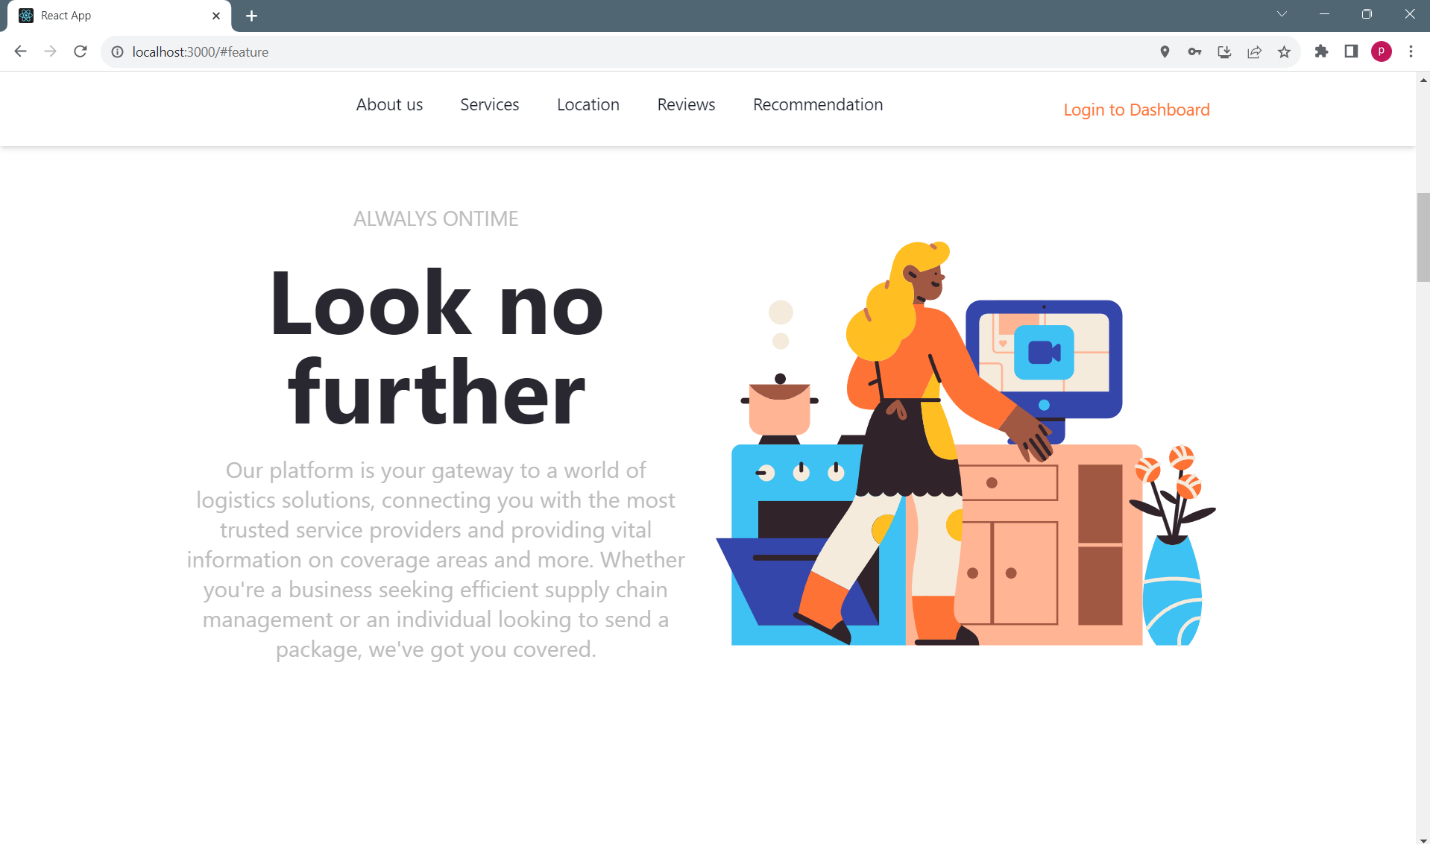 React App
localhost:3000/#feature
P
About us Services Location Reviews Recommendation Login to Dashboard
ALWALYS ONTIME
Look no
further
Our platform is your gateway to a world of
logistics solutions, connecting you with the most
trusted service providers and providing vital
information on coverage areas and more. Whether
you're a business seeking efficient supply chain
management or an individual looking to send a
package, we've got you covered.